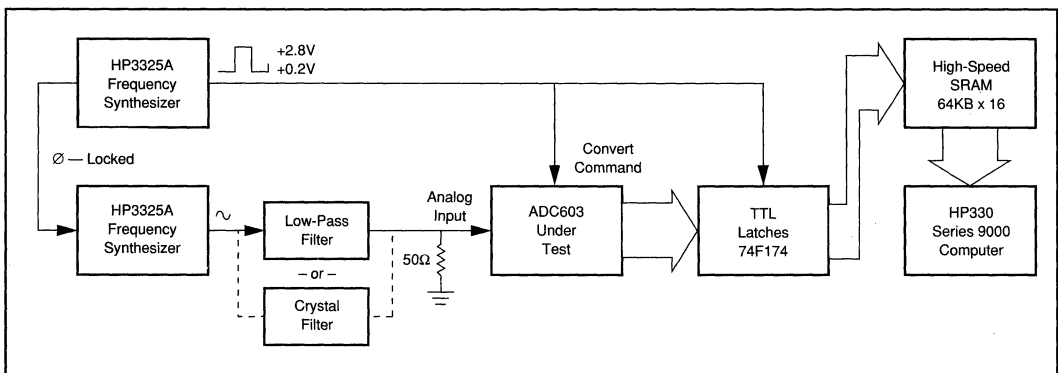 HP3325A
Frequency
Synthesizer
+2.8V
+0.2V
Ø — Locked
HP3325A
Frequency
Synthesizer
∿
Low-Pass
Filter
– or –
Crystal
Filter
50Ω
Analog
Input
Convert
Command
ADC603
Under
Test
TTL
Latches
74F174
High-Speed
SRAM
64KB x 16
HP330
Series 9000
Computer